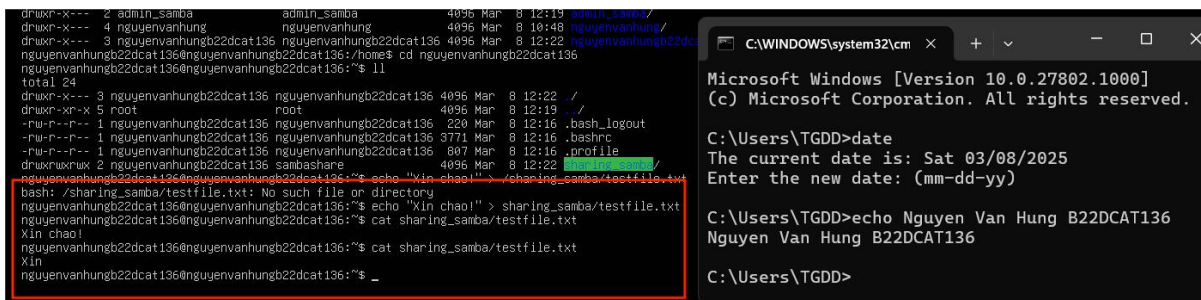 drwxr-x--- 2 admin_samba admin_samba 4096 Mar 8 12:19 admin_samba/
drwxr-x--- 4 nguyenvanhung nguyenvanhung 4096 Mar 8 10:48 nguyenvanhung/
drwxr-x--- 3 nguyenvanhungb22dcat136 nguyenvanhungb22dcat136 4096 Mar 8 12:22 nguyenvanhungb22dc
nguyenvanhungb22dcat136@nguyenvanhungb22dcat136:/home$ cd nguyenvanhungb22dcat136
nguyenvanhungb22dcat136@nguyenvanhungb22dcat136:~$ ll
total 24
drwxr-x--- 3 nguyenvanhungb22dcat136 nguyenvanhungb22dcat136 4096 Mar 8 12:22 ./
drwxr-xr-x 5 root root 4096 Mar 8 12:19 ../
-rw-r--r-- 1 nguyenvanhungb22dcat136 nguyenvanhungb22dcat136 220 Mar 8 12:16 .bash_logout
-rw-r--r-- 1 nguyenvanhungb22dcat136 nguyenvanhungb22dcat136 3771 Mar 8 12:16 .bashrc
-rw-r--r-- 1 nguyenvanhungb22dcat136 nguyenvanhungb22dcat136 807 Mar 8 12:16 .profile
drwxrwxrwx 2 nguyenvanhungb22dcat136 sambashare 4096 Mar 8 12:22 sharing_samba/
nguyenvanhungb22dcat136@nguyenvanhungb22dcat136:~$ echo "Xin chao!" > /sharing_samba/testfile.txt
bash: /sharing_samba/testfile.txt: No such file or directory
nguyenvanhungb22dcat136@nguyenvanhungb22dcat136:~$ echo "Xin chao!" > sharing_samba/testfile.txt
nguyenvanhungb22dcat136@nguyenvanhungb22dcat136:~$ cat sharing_samba/testfile.txt
Xin chao!
nguyenvanhungb22dcat136@nguyenvanhungb22dcat136:~$ cat sharing_samba/testfile.txt
Xin
nguyenvanhungb22dcat136@nguyenvanhungb22dcat136:~$ _
C:\WINDOWS\system32\cm
Microsoft Windows [Version 10.0.27802.1000]
(c) Microsoft Corporation. All rights reserved.
C:\Users\TGDD>date
The current date is: Sat 03/08/2025
Enter the new date: (mm-dd-yy)
C:\Users\TGDD>echo Nguyen Van Hung B22DCAT136
Nguyen Van Hung B22DCAT136
C:\Users\TGDD>